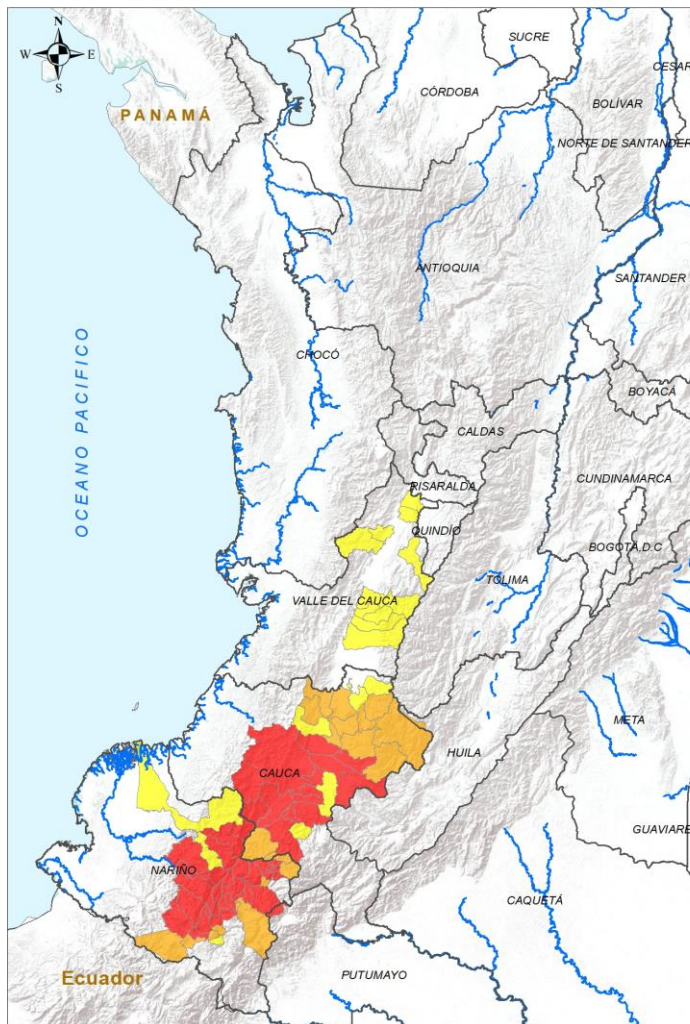 N
W E
S
PANAMÁ
SUCRE
CESAR
CÓRDOBA
BOLÍVAR
NORTE DE SANTANDER
ANTIOQUIA
SANTANDER
OCEANO PACIFICO
CHOCÓ
BOYACÁ
CALDAS
CUNDINAMARCA
RISARALDA
QUINDÍO
BOGOTÁ,D.C
TOLIMA
VALLE DEL CAUCA
META
HUILA
CAUCA
GUAVIARE
NARIÑO
CAQUETÁ
PUTUMAYO
Ecuador